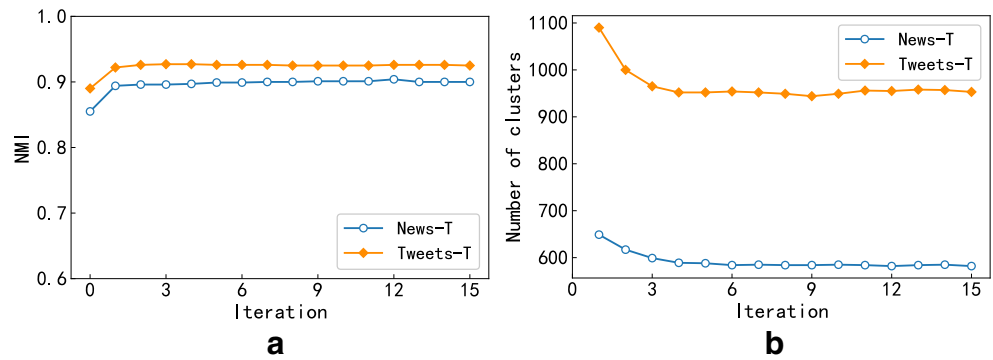 1.0
0.9
0.8
0.7
0.6
NMI
0 3 6 9 12 15
Iteration
News-T
Tweets-T
a
1100
1000
900
800
700
600
Number of clusters
0 3 6 9 12 15
Iteration
News-T
Tweets-T
b